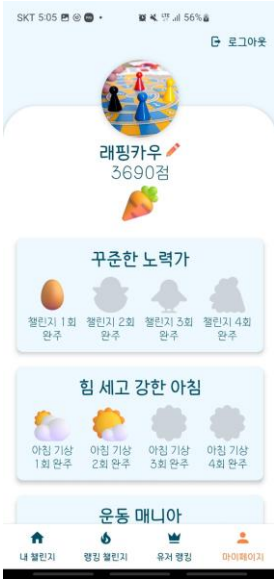 SKT 5:05 56%
로그아웃
래핑카우
3690점
꾸준한 노력가
챌린지 1회 완주
챌린지 2회 완주
챌린지 3회 완주
챌린지 4회 완주
힘 세고 강한 아침
아침 기상 1회 완주
아침 기상 2회 완주
아침 기상 3회 완주
아침 기상 4회 완주
운동 매니아
내 챌린지
랭킹 챌린지
유저 랭킹
마이페이지